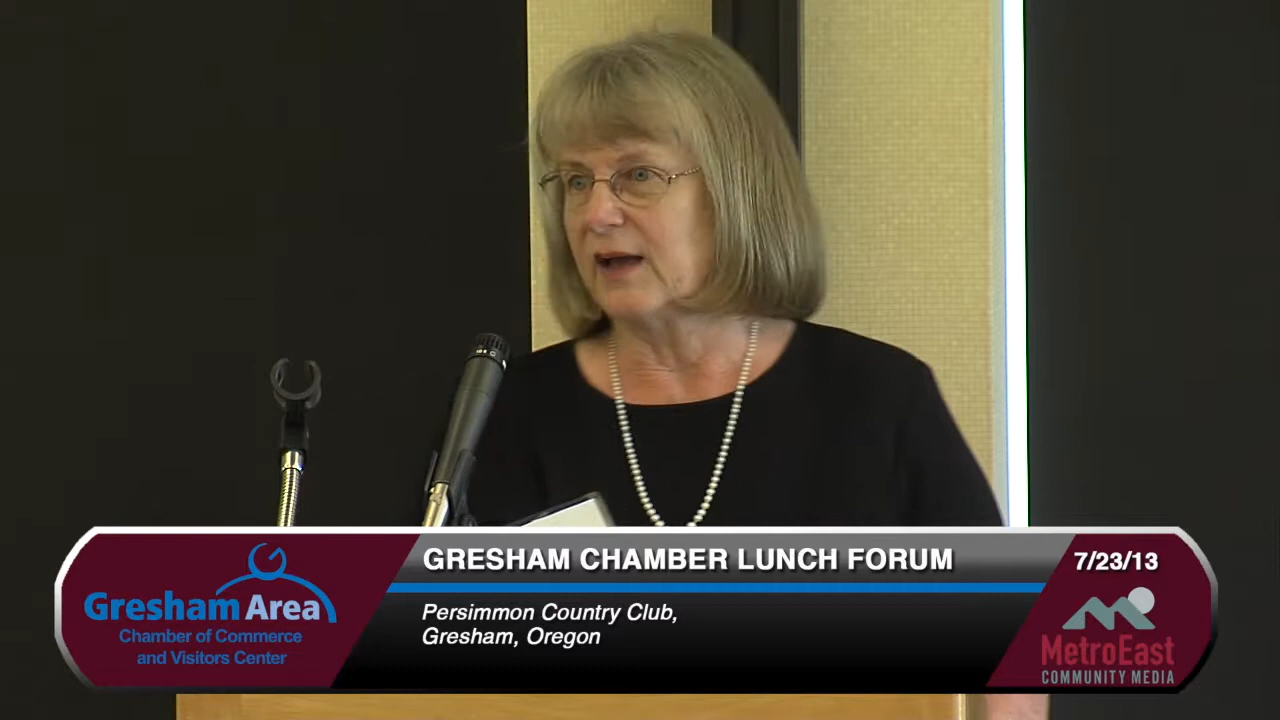 GRESHAM CHAMBER LUNCH FORUM
7/23/13
Gresham Area
Chamber of Commerce
and Visitors Center
Persimmon Country Club,
Gresham, Oregon
MetroEast
COMMUNITY MEDIA